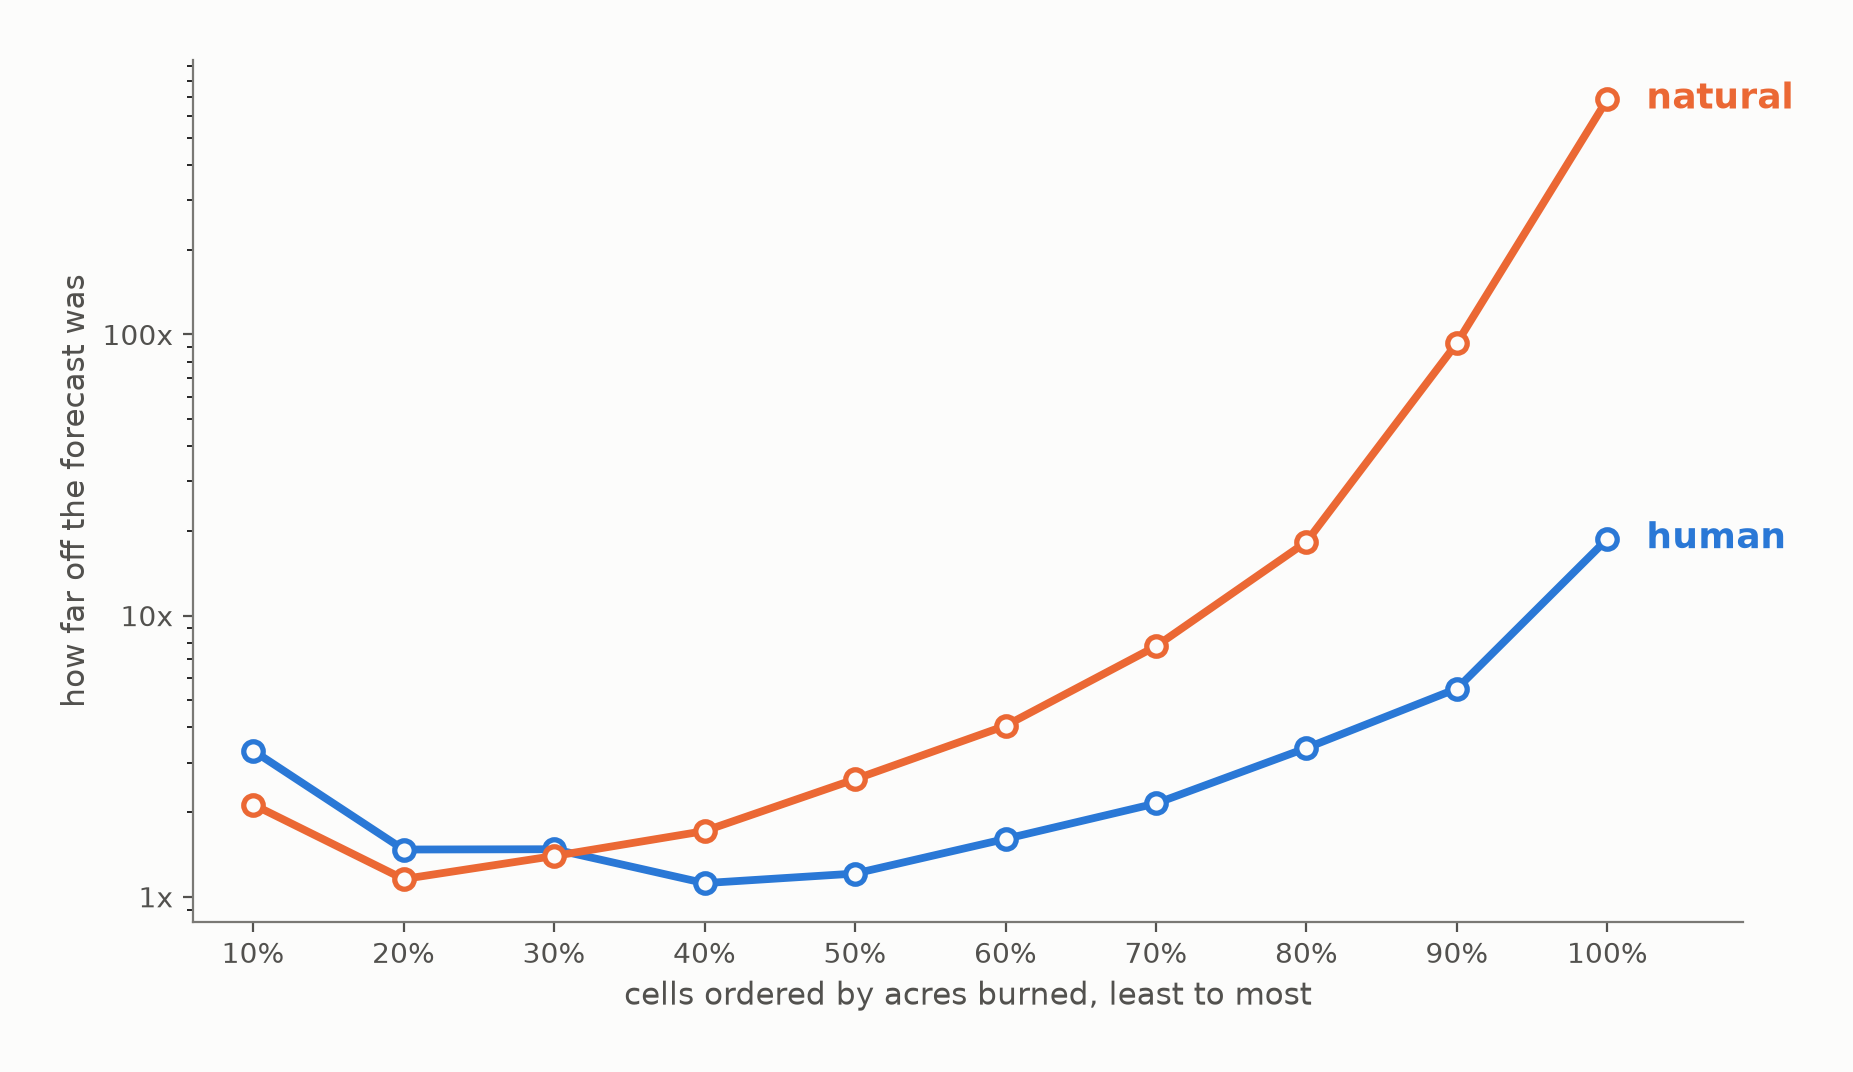 natural
human
how far off the forecast was
100x
10x
1x
10% 20% 30% 40% 50% 60% 70% 80% 90% 100%
cells ordered by acres burned, least to most